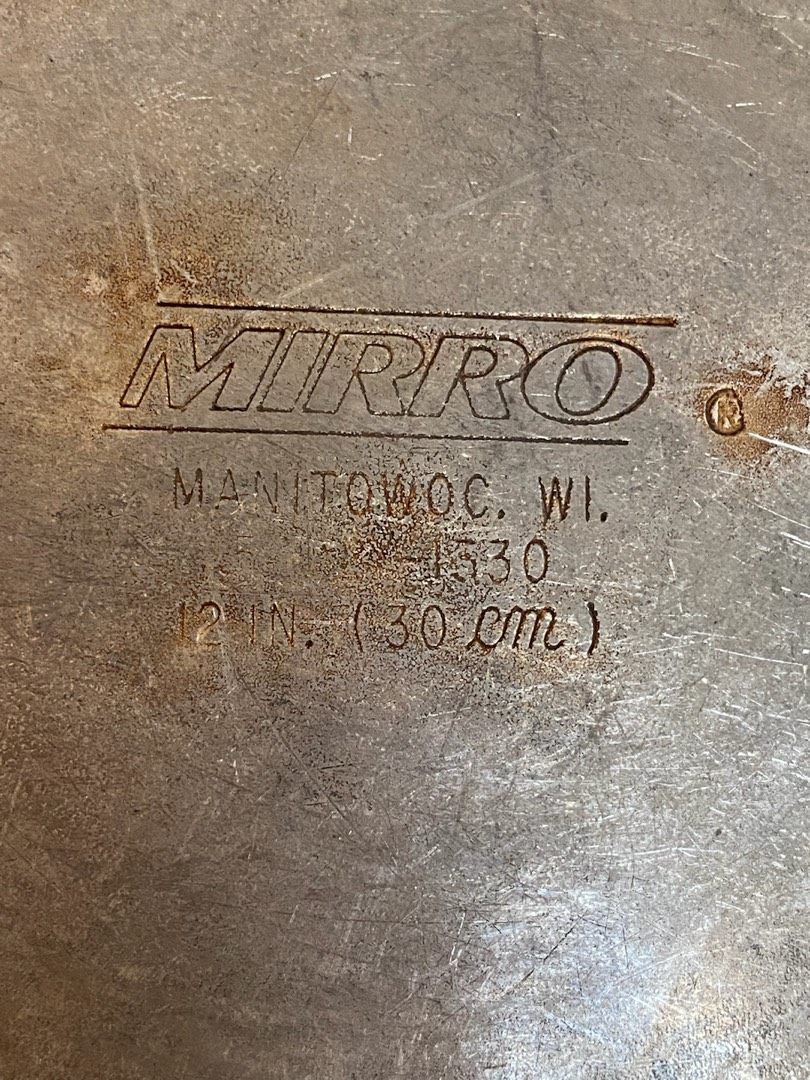 MIRRO ®
MANITOWOC. WI.
-1530
12 IN. (30 cm)